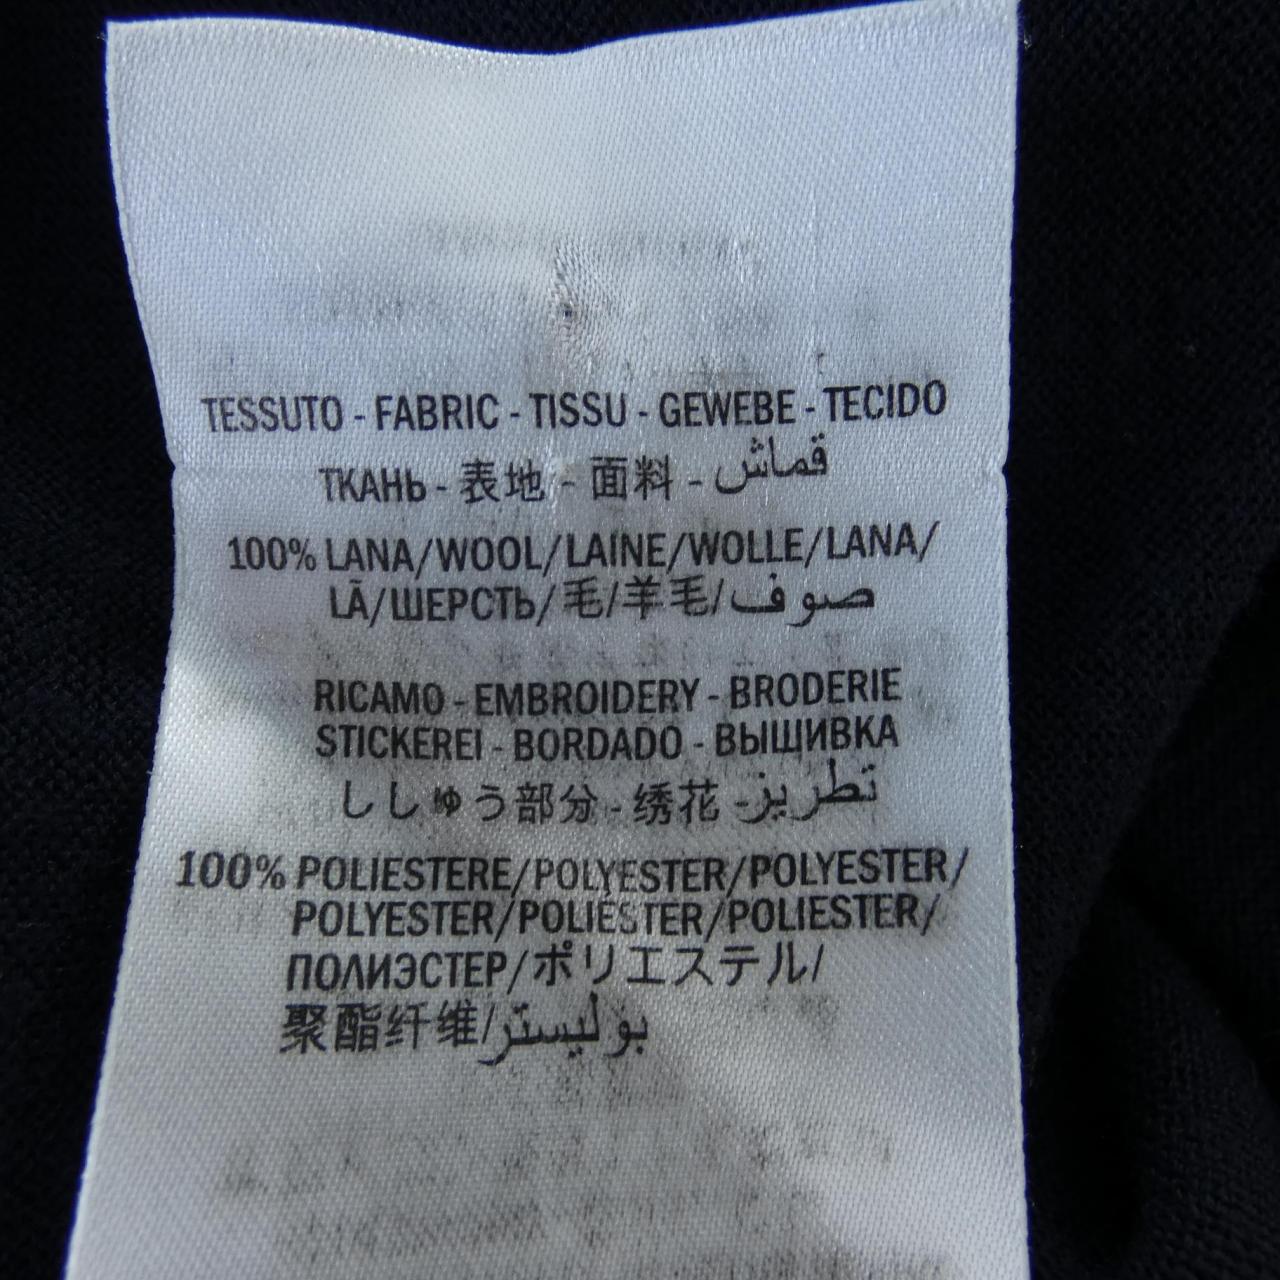 TESSUTO - FABRIC - TISSU - GEWEBE - TECIDO
ТКАНЬ - 表地 - 面料 - قماش
100% LANA/WOOL/LAINE/WOLLE/LANA/
LÃ/ШЕРСТЬ/毛/羊毛/صوف
RICAMO - EMBROIDERY - BRODERIE
STICKEREI - BORDADO - ВЫШИВКА
ししゅう部分 - 绣花 - تطريز
100% POLIESTERE/POLYESTER/POLYESTER/
POLYESTER/POLIÉSTER/POLIESTER/
ПОЛИЭСТЕР/ポリエステル/
聚酯纤维/بوليستر